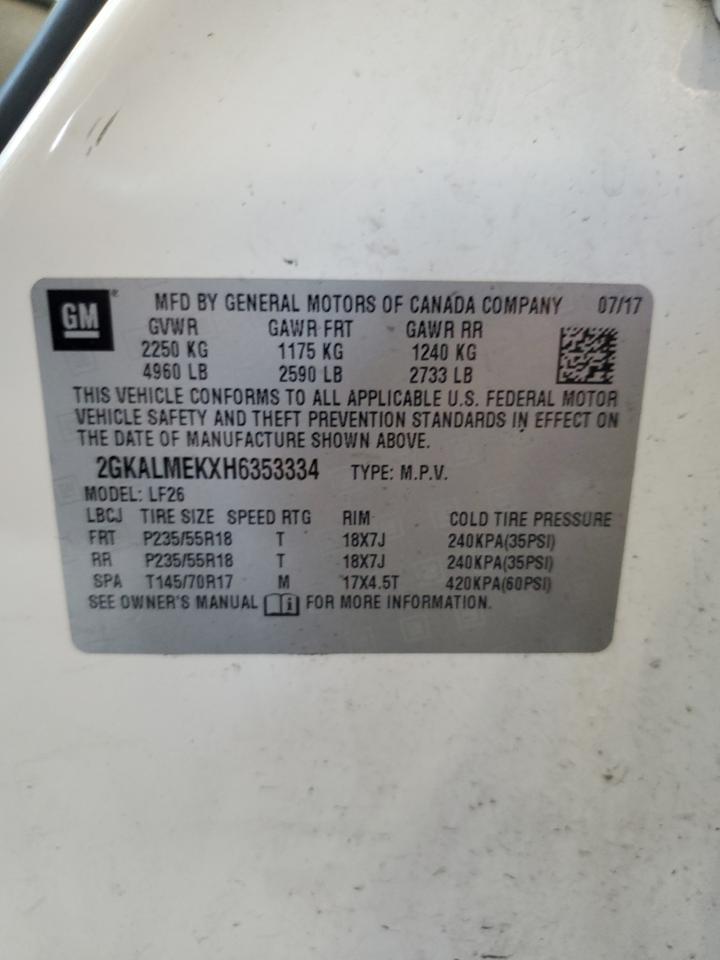 GM® MFD BY GENERAL MOTORS OF CANADA COMPANY 07/17
GVWR GAWR FRT GAWR RR
2250 KG 1175 KG 1240 KG
4960 LB 2590 LB 2733 LB
THIS VEHICLE CONFORMS TO ALL APPLICABLE U.S. FEDERAL MOTOR
VEHICLE SAFETY AND THEFT PREVENTION STANDARDS IN EFFECT ON
THE DATE OF MANUFACTURE SHOWN ABOVE.
2GKALMEKXH6353334 TYPE: M.P.V.
MODEL: LF26
LBCJ TIRE SIZE SPEED RTG RIM COLD TIRE PRESSURE
FRT P235/55R18 T 18X7J 240KPA(35PSI)
RR P235/55R18 T 18X7J 240KPA(35PSI)
SPA T145/70R17 M 17X4.5T 420KPA(60PSI)
SEE OWNER'S MANUAL i FOR MORE INFORMATION.